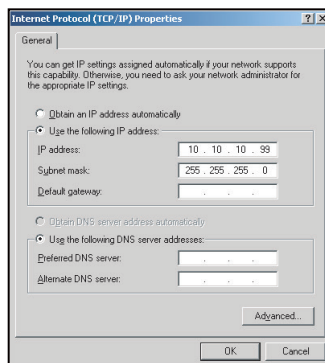 Internet Protocol (TCP/IP) Properties
General
You can get IP settings assigned automatically if your network supports
this capability. Otherwise, you need to ask your network administrator for
the appropriate IP settings.
Obtain an IP address automatically
Use the following IP address:
IP address: 10 . 10 . 10 . 99
Subnet mask: 255 . 255 . 255 . 0
Default gateway: . . .
Obtain DNS server address automatically
Use the following DNS server addresses:
Preferred DNS server: . . .
Alternate DNS server: . . .
Advanced...
OK Cancel